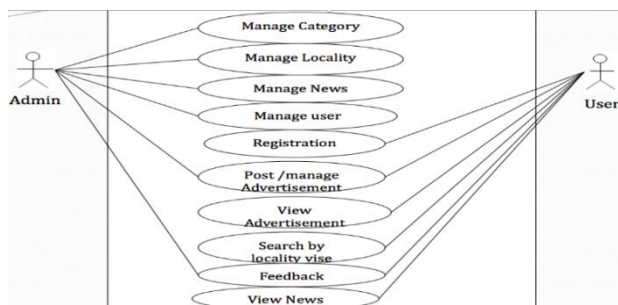 Manage Category
Manage Locality
Admin
Manage News
User
Manage user
Registration
Post /manage
Advertisement
View
Advertisement
Search by
locality vise
Feedback
View News